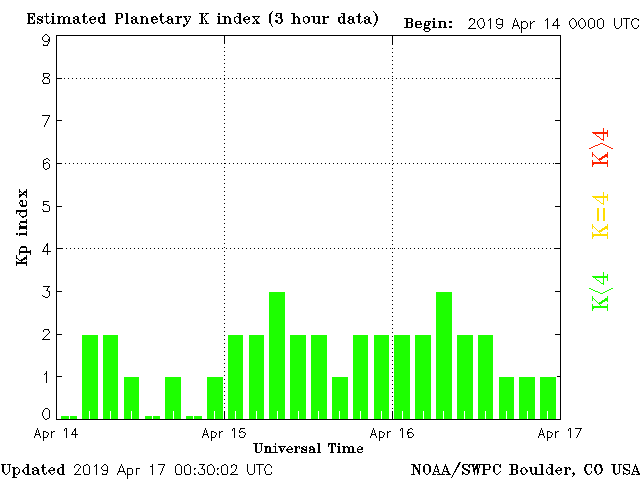 Estimated Planetary K index (3 hour data)
Begin: 2019 Apr 14 0000 UTC
9
8
7
6
5
4
3
2
1
0
Kp index
K>4
K=4
K<4
Apr 14
Apr 15
Apr 16
Apr 17
Universal Time
Updated 2019 Apr 17 00:30:02 UTC
NOAA/SWPC Boulder, CO USA